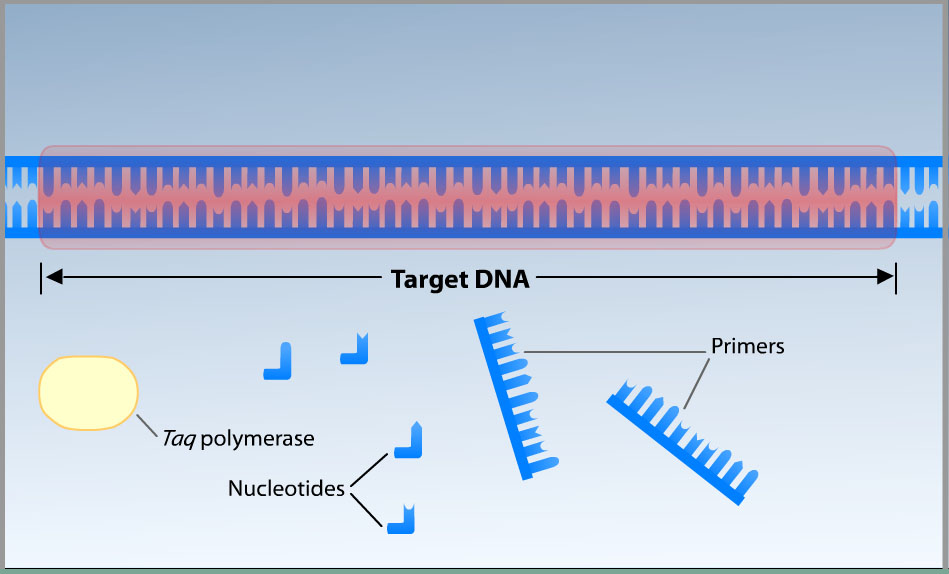 Target DNA
Primers
Taq polymerase
Nucleotides